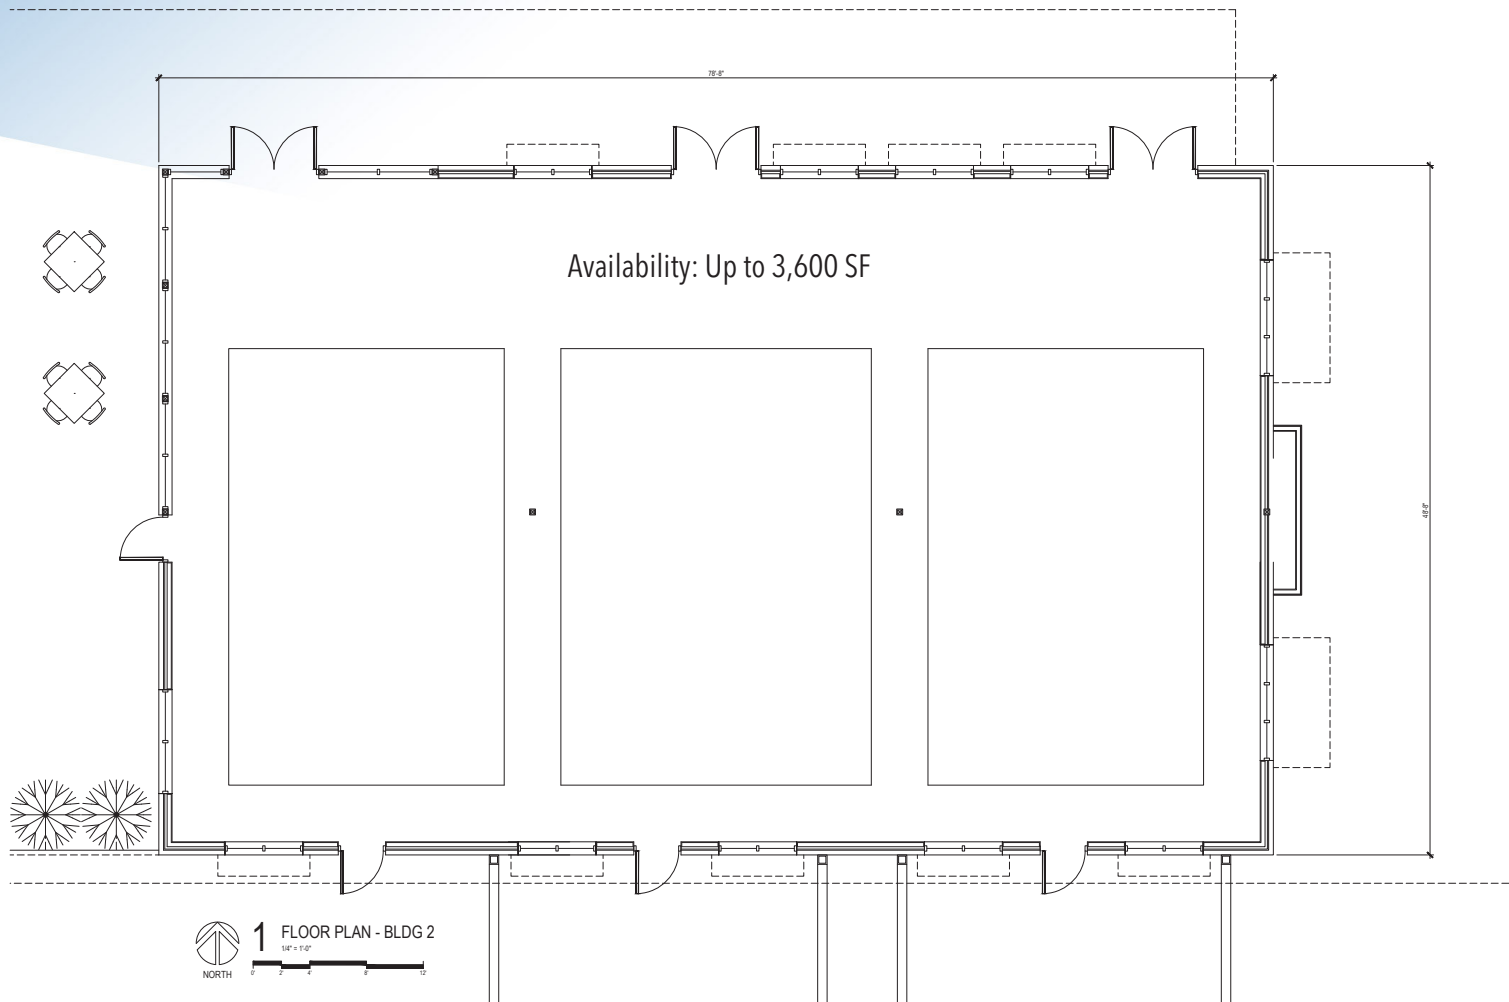 78'-8"
Availability: Up to 3,600 SF
48'-8"
1 FLOOR PLAN - BLDG 2
1/4" = 1'-0"
NORTH
0' 2' 4' 8' 12'